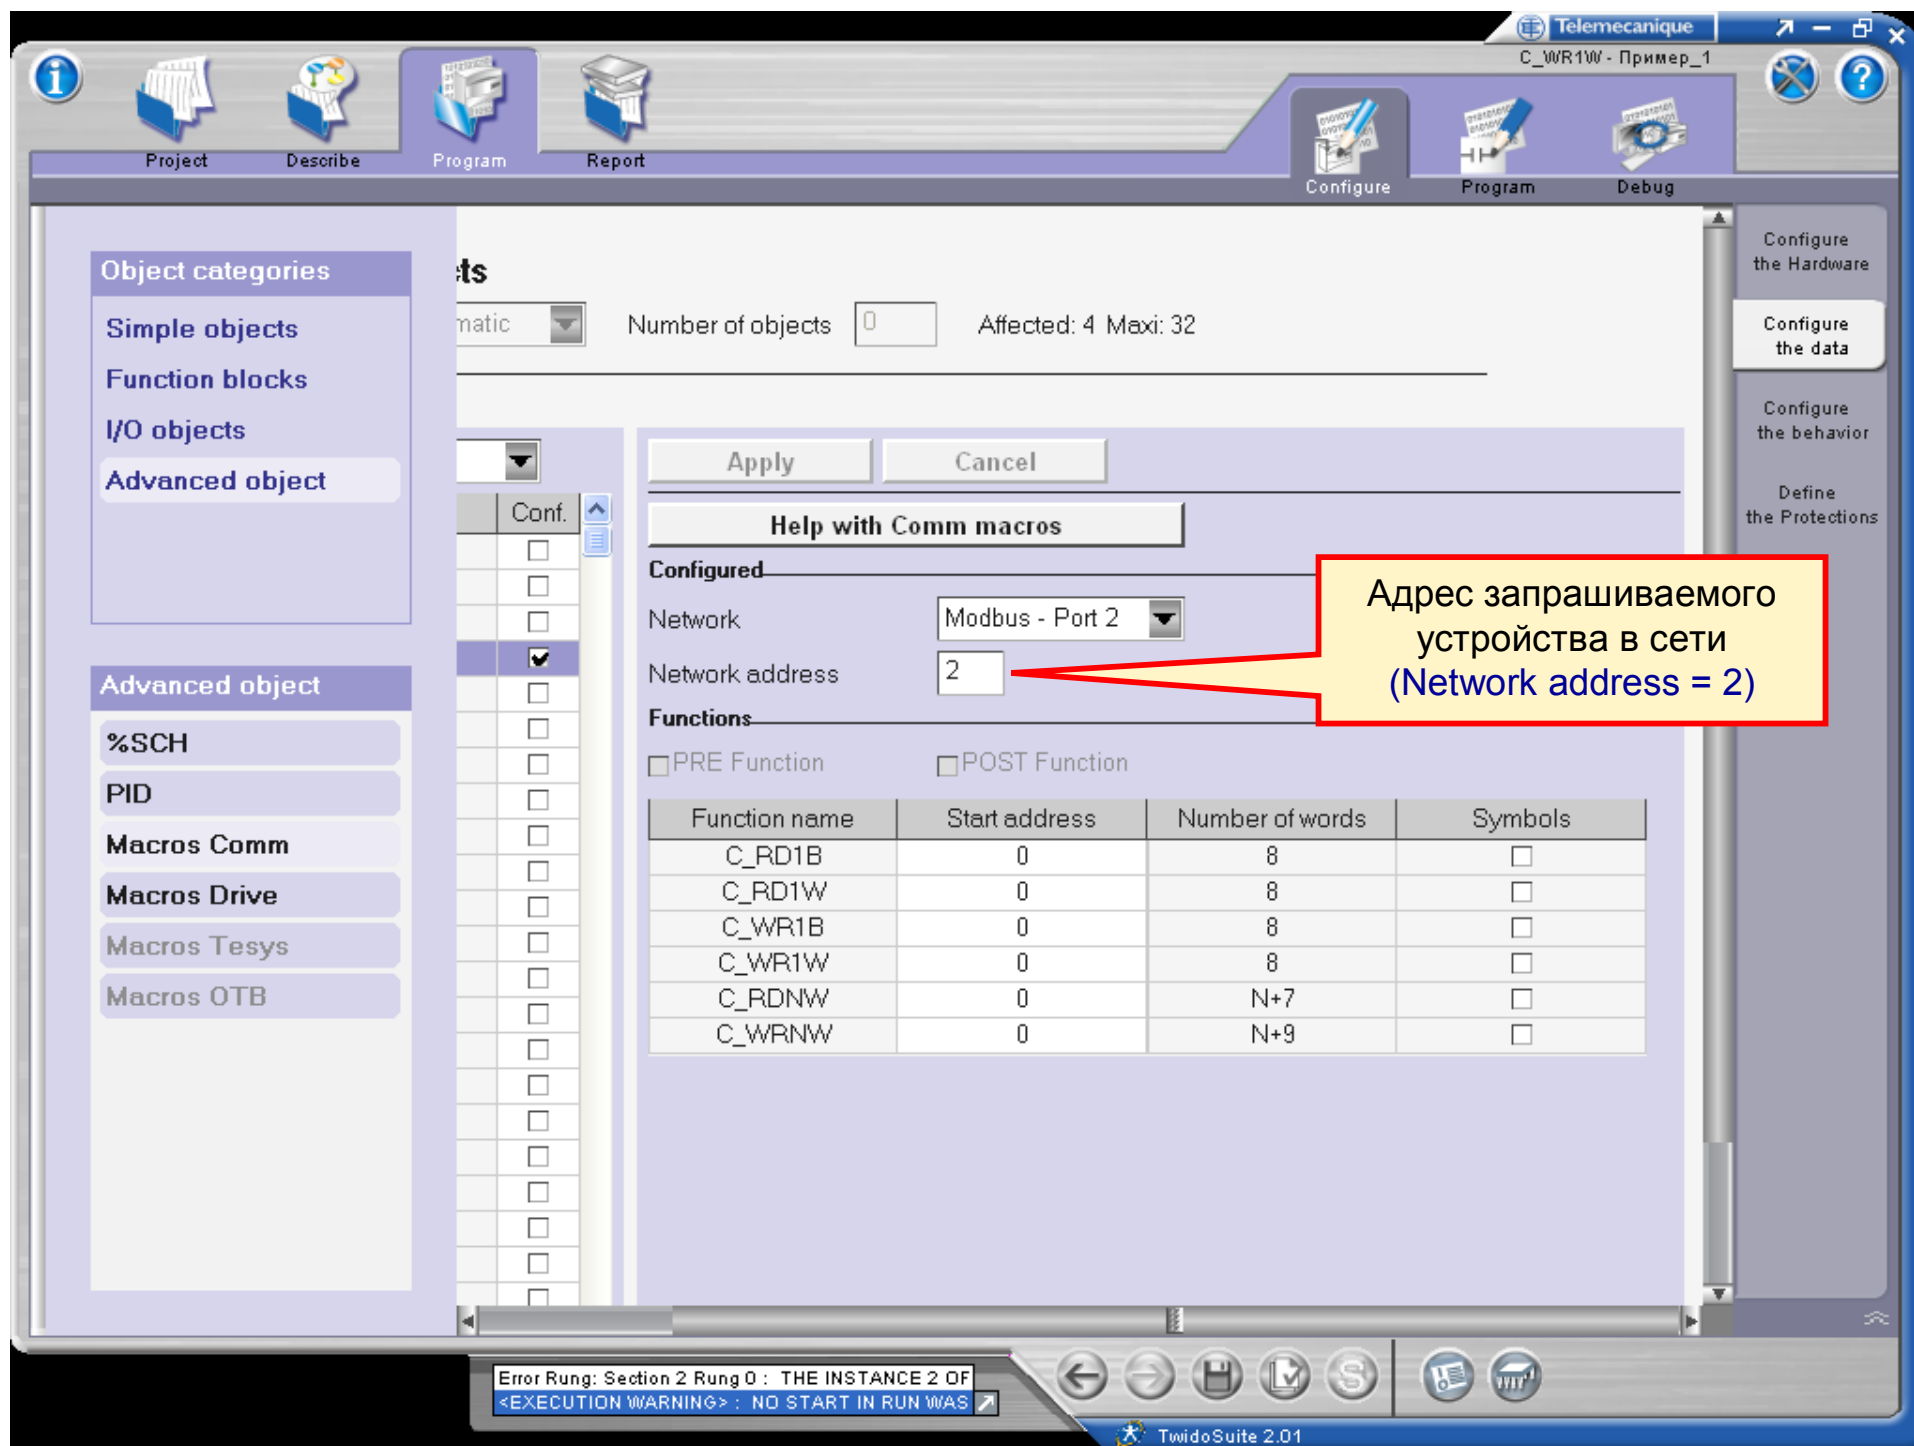 Telemecanique
C_WR1W - Пример_1
Project
Describe
Program
Report
Configure
Program
Debug
Object categories
Simple objects
Function blocks
I/O objects
Advanced object
Advanced object
%SCH
PID
Macros Comm
Macros Drive
Macros Tesys
Macros OTB
cts
matic
Number of objects 0 Affected: 4 Maxi: 32
Conf.
Apply Cancel
Help with Comm macros
Configured
Network Modbus - Port 2
Network address 2
Functions
PRE Function POST Function
Function name Start address Number of words Symbols
C_RD1B 0 8
C_RD1W 0 8
C_WR1B 0 8
C_WR1W 0 8
C_RDNW 0 N+7
C_WRNW 0 N+9
Адрес запрашиваемого
устройства в сети
(Network address = 2)
Configure
the Hardware
Configure
the data
Configure
the behavior
Define
the Protections
Error Rung: Section 2 Rung 0 : THE INSTANCE 2 OF
<EXECUTION WARNING> : NO START IN RUN WAS
TwidoSuite 2.01